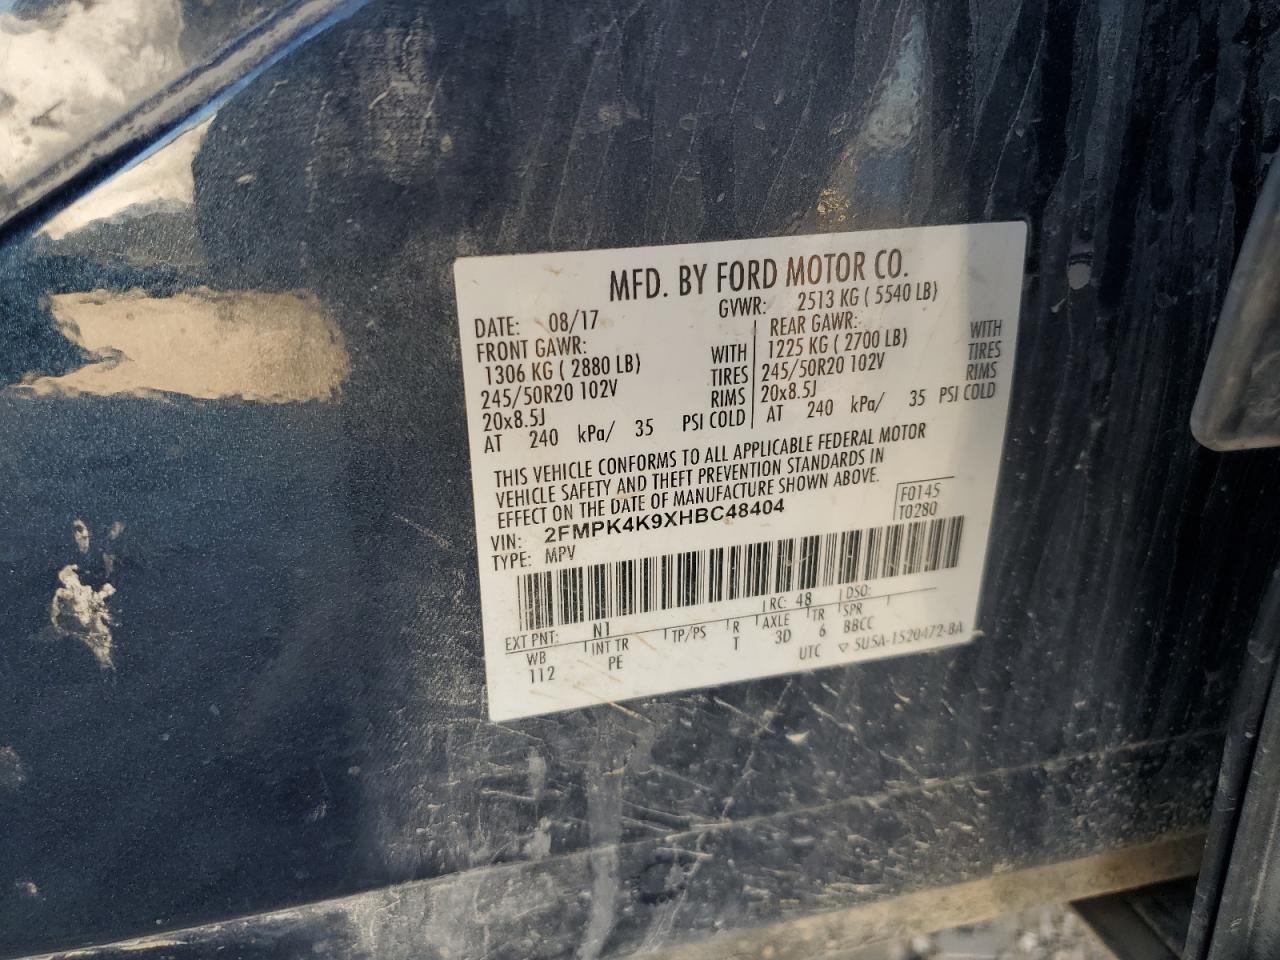 MFD. BY FORD MOTOR CO.
DATE: 08/17 GVWR: 2513 KG ( 5540 LB)
FRONT GAWR: REAR GAWR:
1306 KG ( 2880 LB) WITH 1225 KG ( 2700 LB) WITH
245/50R20 102V TIRES 245/50R20 102V TIRES
20x8.5J RIMS 20x8.5J RIMS
AT 240 kPa/ 35 PSI COLD AT 240 kPa/ 35 PSI COLD
THIS VEHICLE CONFORMS TO ALL APPLICABLE FEDERAL MOTOR
VEHICLE SAFETY AND THEFT PREVENTION STANDARDS IN
EFFECT ON THE DATE OF MANUFACTURE SHOWN ABOVE.
VIN: 2FMPK4K9XHBC48404 F0145
TYPE: MPV T0280
EXT PNT: N1 RC: 48 DSO:
WB INT TR TP/PS R AXLE TR SPR
112 PE T 3D 6 BBCC
UTC ▽ 5U5A-1520472-BA